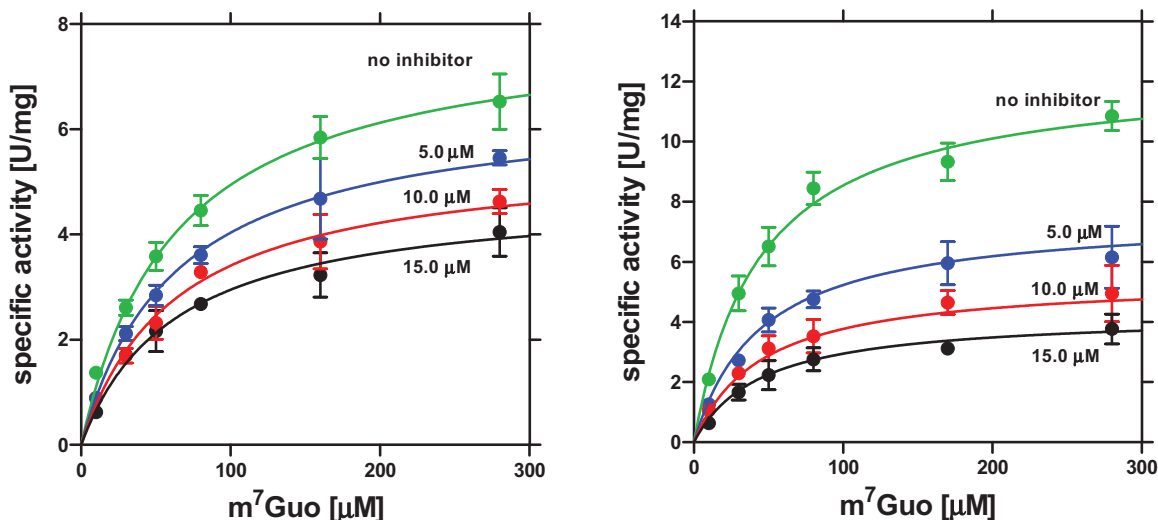 8
6
4
2
0
0
100
200
300
specific activity [U/mg]
m⁷Guo [μM]
no inhibitor
5.0 μM
10.0 μM
15.0 μM
14
12
10
8
6
4
2
0
0
100
200
300
specific activity [U/mg]
m⁷Guo [μM]
no inhibitor
5.0 μM
10.0 μM
15.0 μM